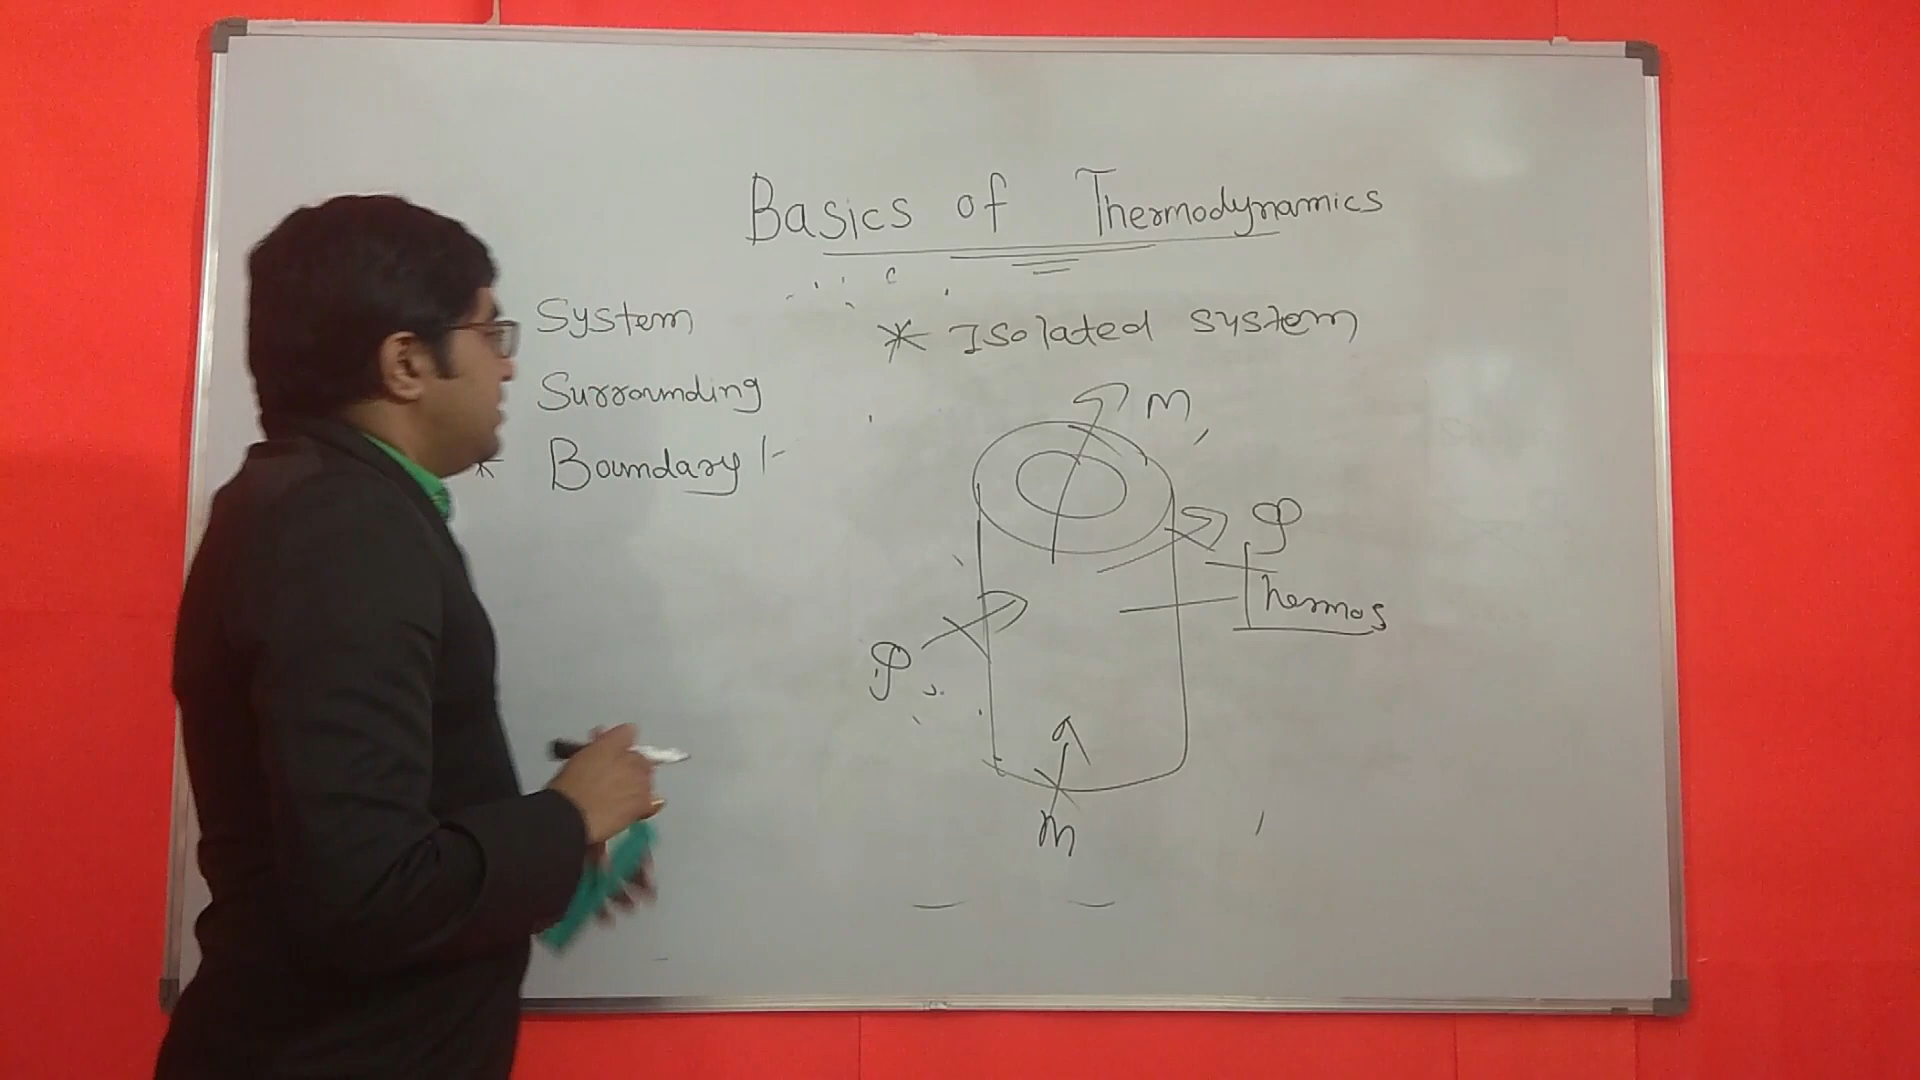 Basics of Thermodynamics
System
Surrounding
* Boundary :-
* Isolated system
m
Thermos
m